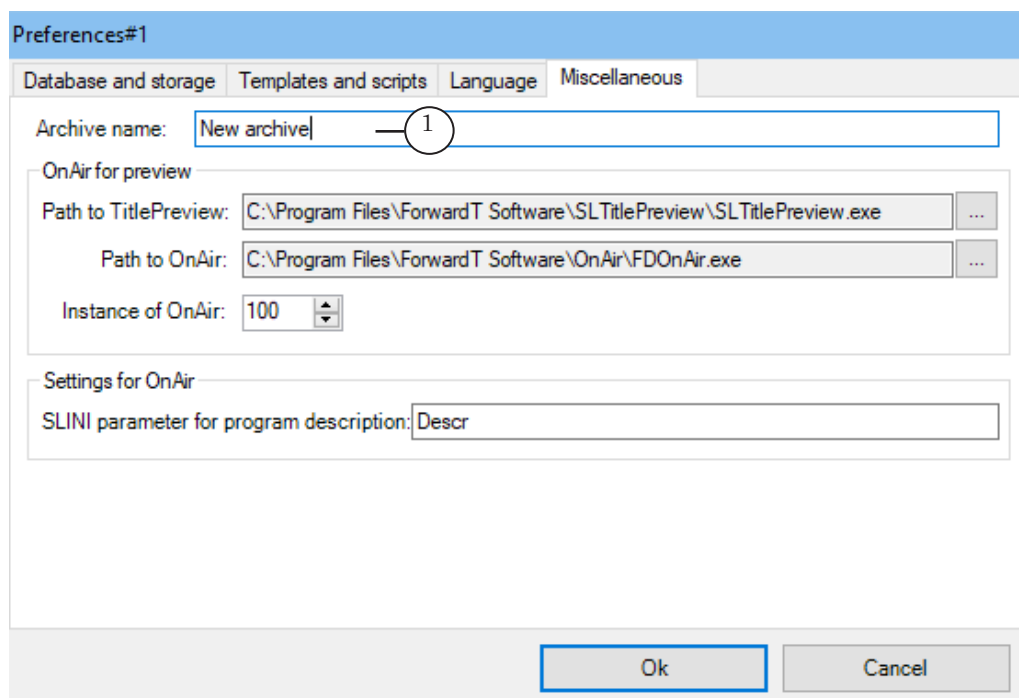 Preferences#1
Database and storage Templates and scripts Language Miscellaneous
Archive name: New archive 1
OnAir for preview
Path to TitlePreview: C:\Program Files\ForwardT Software\SLTitlePreview\SLTitlePreview.exe ...
Path to OnAir: C:\Program Files\ForwardT Software\OnAir\FDOnAir.exe ...
Instance of OnAir: 100
Settings for OnAir
SLINI parameter for program description: Descr
Ok Cancel